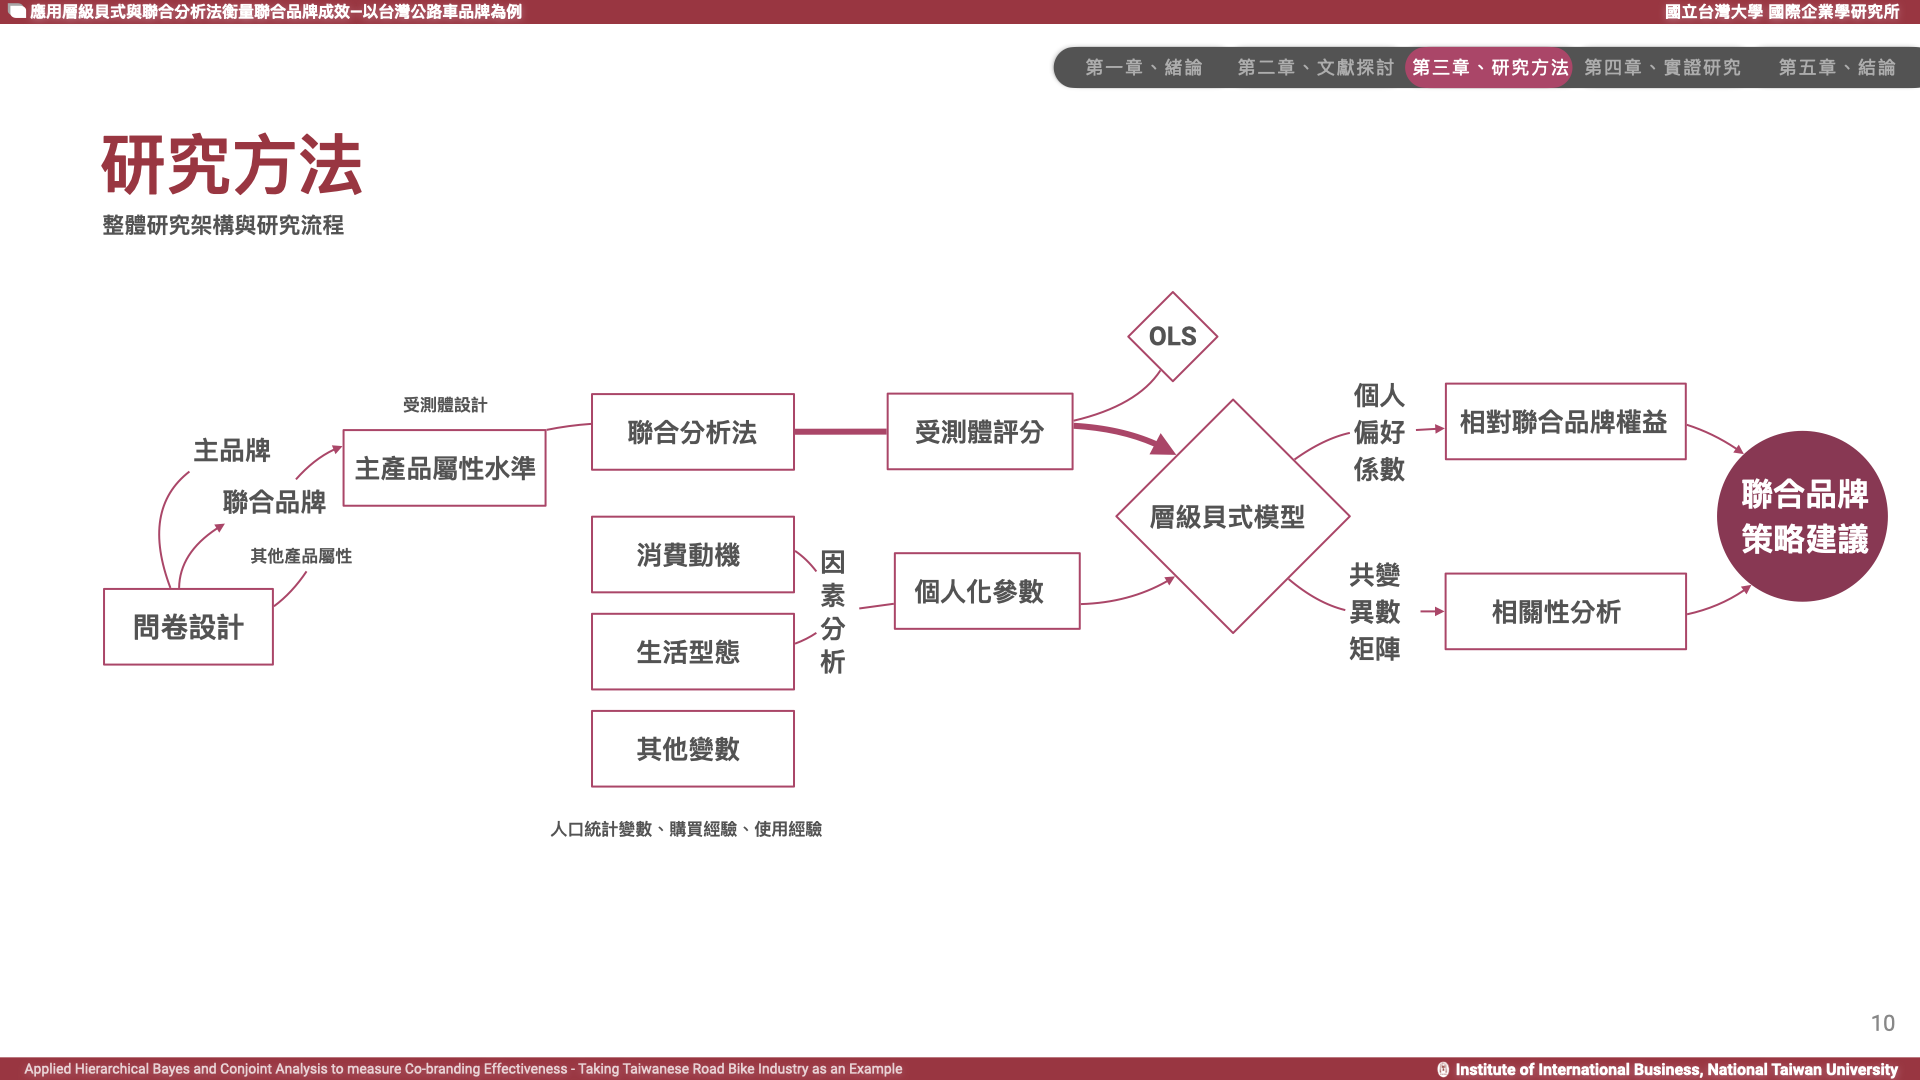 應用層級貝式與聯合分析法衡量聯合品牌成效─以台灣公路車品牌為例
國立台灣大學 國際企業學研究所
第一章、緒論
第二章、文獻探討
第三章、研究方法
第四章、實證研究
第五章、結論
研究方法
整體研究架構與研究流程
主品牌
聯合品牌
其他產品屬性
問卷設計
受測體設計
主產品屬性水準
聯合分析法
消費動機
生活型態
其他變數
人口統計變數、購買經驗、使用經驗
因
素
分
析
受測體評分
個人化參數
OLS
層級貝式模型
個人
偏好
係數
共變
異數
矩陣
相對聯合品牌權益
相關性分析
聯合品牌
策略建議
10
Applied Hierarchical Bayes and Conjoint Analysis to measure Co-branding Effectiveness - Taking Taiwanese Road Bike Industry as an Example
Institute of International Business, National Taiwan University